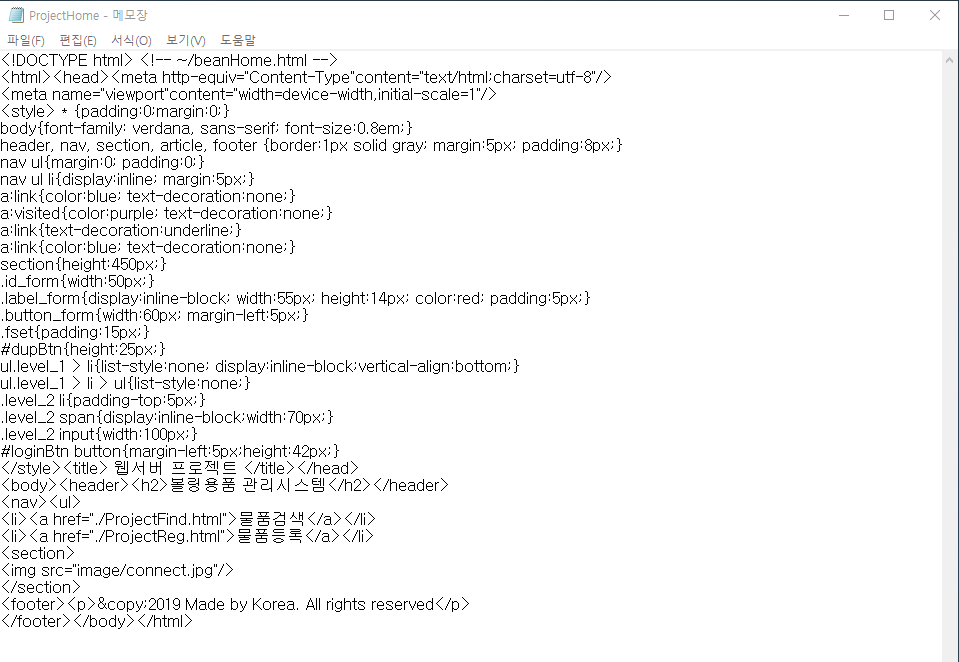 ProjectHome - 메모장
파일(F) 편집(E) 서식(O) 보기(V) 도움말
<!DOCTYPE html> <!-- ~/beanHome.html -->
<html><head><meta http-equiv="Content-Type"content="text/html;charset=utf-8"/>
<meta name="viewport"content="width=device-width,initial-scale=1"/>
<style> * {padding:0;margin:0;}
body{font-family: verdana, sans-serif; font-size:0.8em;}
header, nav, section, article, footer {border:1px solid gray; margin:5px; padding:8px;}
nav ul{margin:0; padding:0;}
nav ul li{display:inline; margin:5px;}
a:link{color:blue; text-decoration:none;}
a:visited{color:purple; text-decoration:none;}
a:link{text-decoration:underline;}
a:link{color:blue; text-decoration:none;}
section{height:450px;}
.id_form{width:50px;}
.label_form{display:inline-block; width:55px; height:14px; color:red; padding:5px;}
.button_form{width:60px; margin-left:5px;}
.fset{padding:15px;}
#dupBtn{height:25px;}
ul.level_1 > li{list-style:none; display:inline-block;vertical-align:bottom;}
ul.level_1 > li > ul{list-style:none;}
.level_2 li{padding-top:5px;}
.level_2 span{display:inline-block;width:70px;}
.level_2 input{width:100px;}
#loginBtn button{margin-left:5px;height:42px;}
</style><title> 웹서버 프로젝트 </title></head>
<body><header><h2>볼링용품 관리시스템</h2></header>
<nav><ul>
<li><a href="./ProjectFind.html">물품검색</a></li>
<li><a href="./ProjectReg.html">물품등록</a></li>
<section>
<img src="image/connect.jpg"/>
</section>
<footer><p>&copy;2019 Made by Korea. All rights reserved</p>
</footer></body></html>